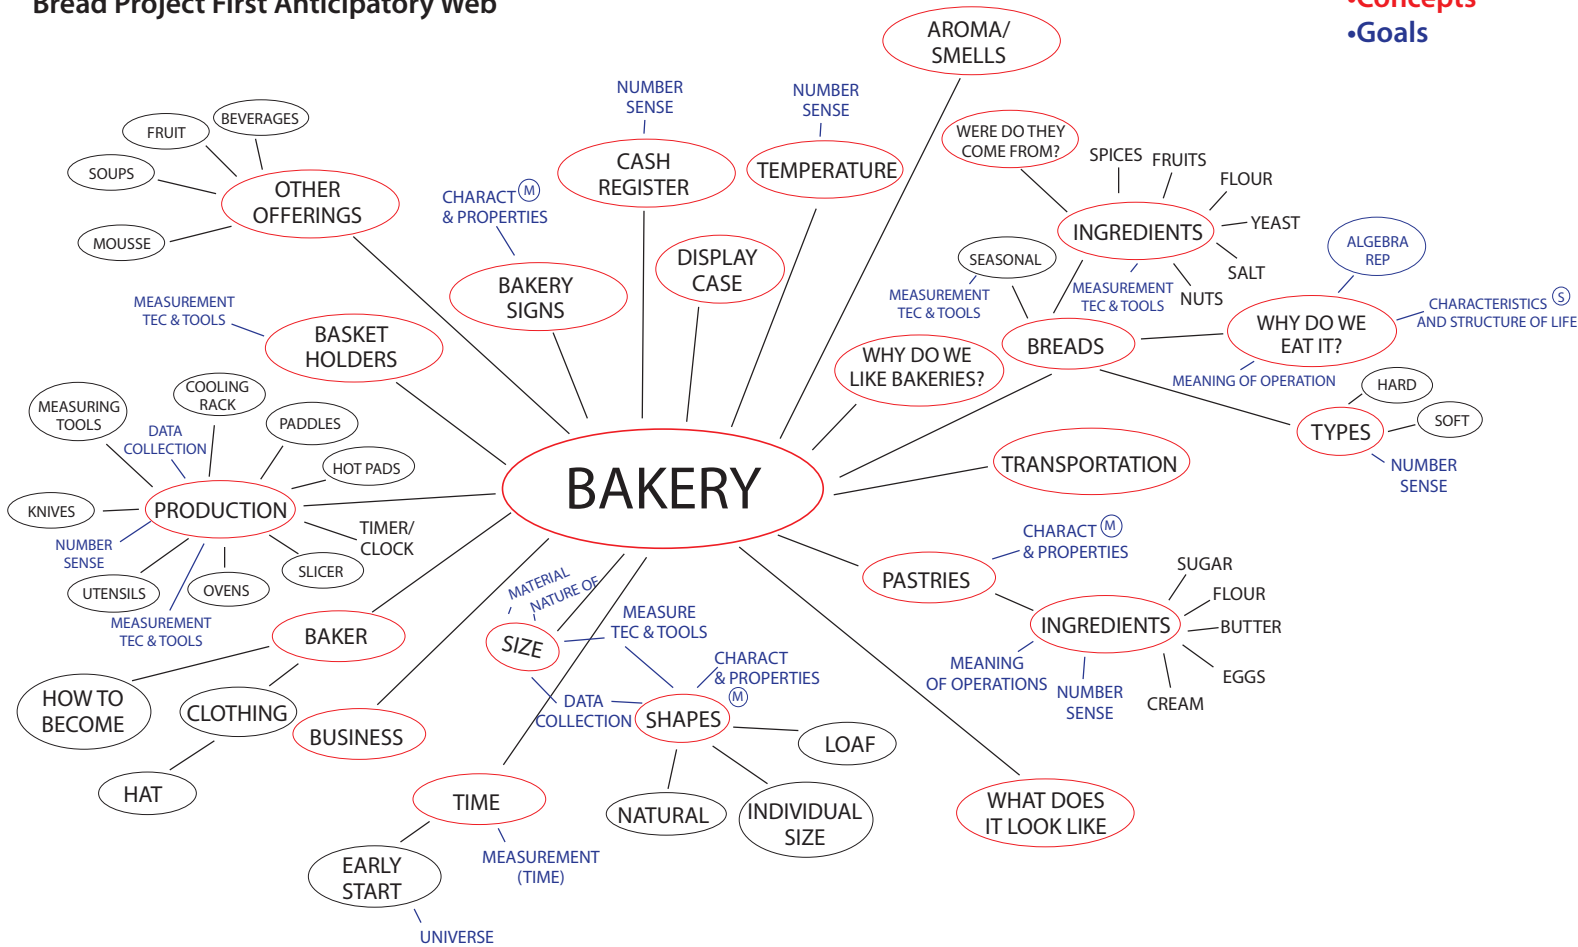 Bread Project First Anticipatory Web
•Concepts
•Goals
AROMA/
SMELLS
NUMBER
SENSE
NUMBER
SENSE
BEVERAGES
FRUIT
SOUPS
MOUSSE
OTHER
OFFERINGS
CHARACT M
& PROPERTIES
CASH
REGISTER
TEMPERATURE
WERE DO THEY
COME FROM?
SPICES
FRUITS
FLOUR
YEAST
SALT
NUTS
INGREDIENTS
ALGEBRA
REP
SEASONAL
DISPLAY
CASE
BAKERY
SIGNS
MEASUREMENT
TEC & TOOLS
MEASUREMENT
TEC & TOOLS
MEASUREMENT
TEC & TOOLS
CHARACTERISTICS S
AND STRUCTURE OF LIFE
BASKET
HOLDERS
WHY DO WE
LIKE BAKERIES?
BREADS
WHY DO WE
EAT IT?
MEANING OF OPERATION
HARD
SOFT
TYPES
NUMBER
SENSE
COOLING
RACK
MEASURING
TOOLS
DATA
COLLECTION
PADDLES
HOT PADS
BAKERY
TRANSPORTATION
KNIVES
PRODUCTION
TIMER/
CLOCK
NUMBER
SENSE
SLICER
UTENSILS
OVENS
MEASUREMENT
TEC & TOOLS
CHARACT M
& PROPERTIES
PASTRIES
SUGAR
FLOUR
BUTTER
EGGS
CREAM
INGREDIENTS
MEANING
OF OPERATIONS
NUMBER
SENSE
BAKER
MATERIAL
NATURE OF
SIZE
MEASURE
TEC & TOOLS
CHARACT
& PROPERTIES
M
HOW TO
BECOME
CLOTHING
BUSINESS
DATA
COLLECTION
SHAPES
LOAF
HAT
TIME
NATURAL
INDIVIDUAL
SIZE
WHAT DOES
IT LOOK LIKE
EARLY
START
MEASUREMENT
(TIME)
UNIVERSE